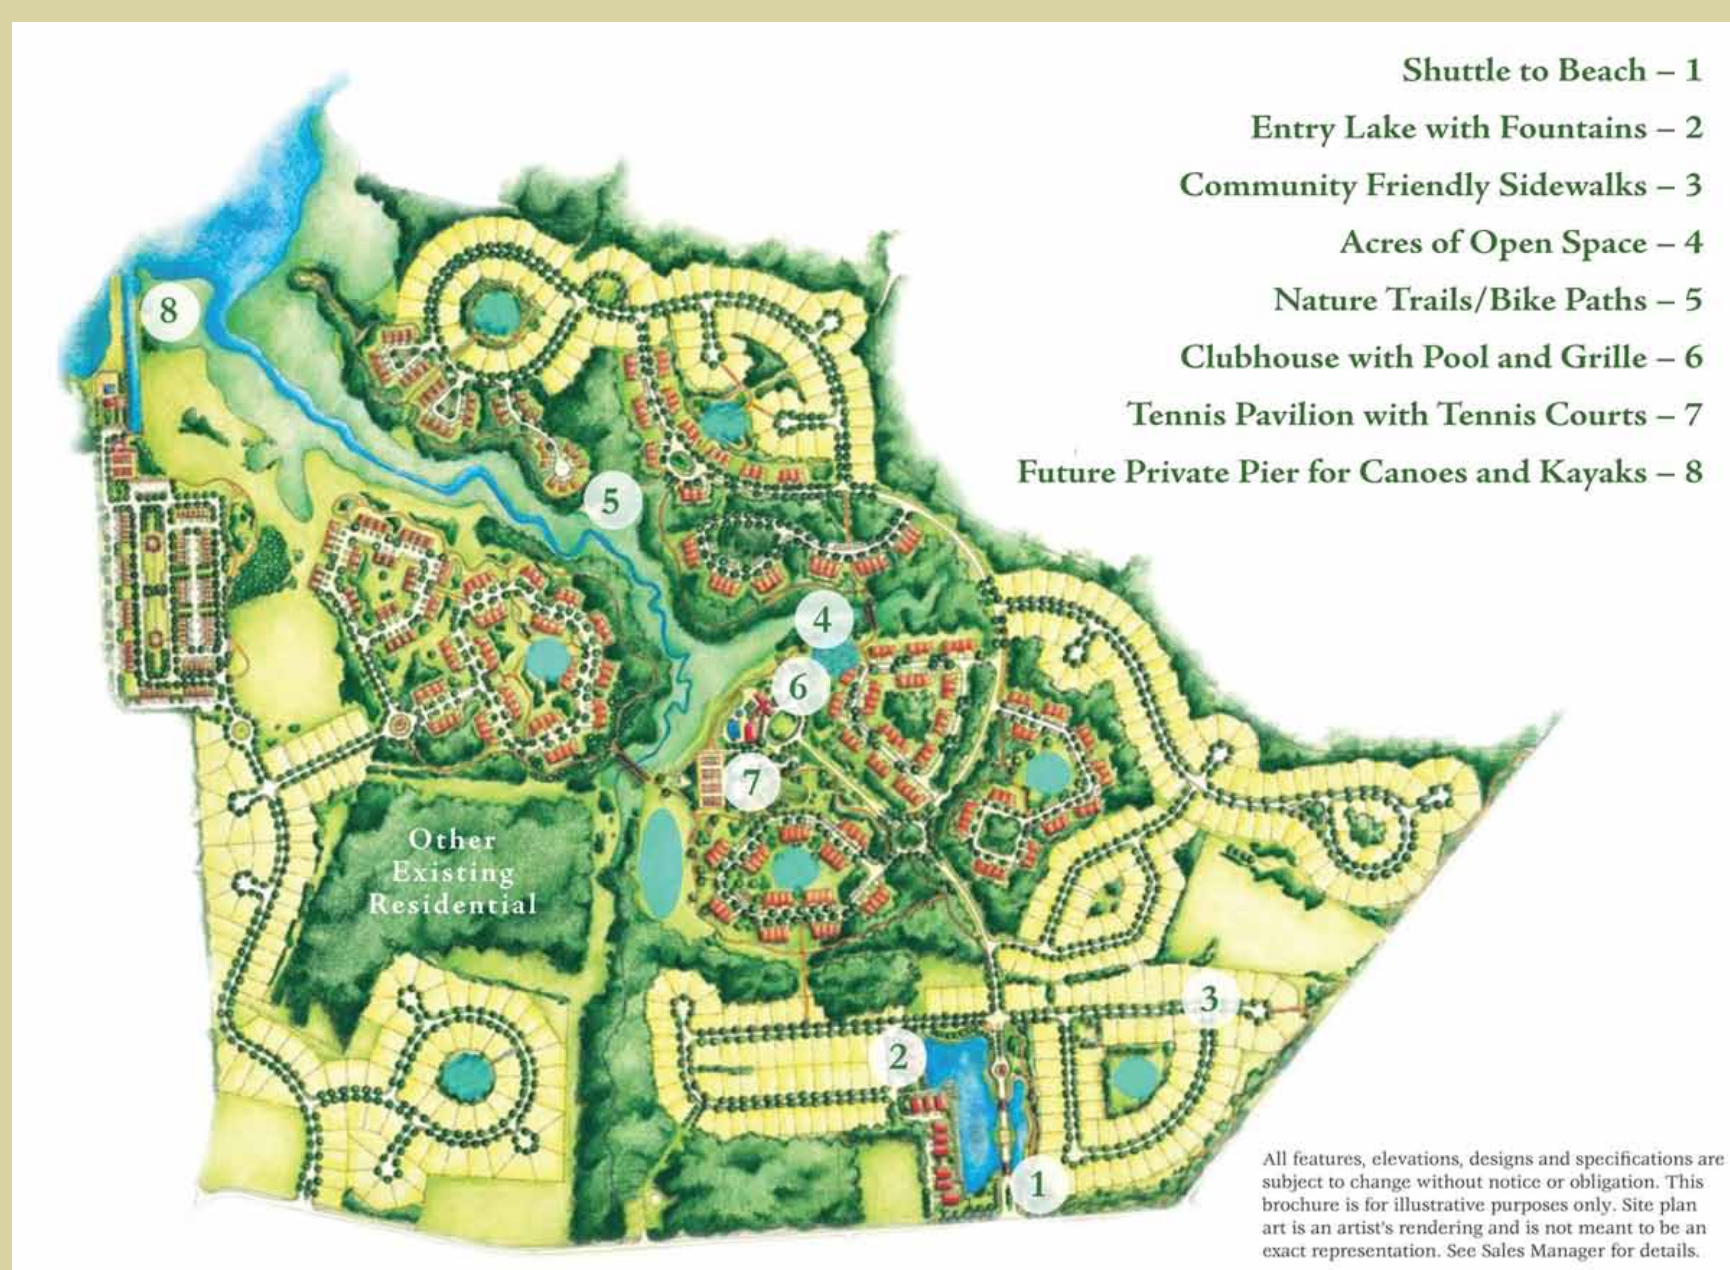 Shuttle to Beach – 1
Entry Lake with Fountains – 2
Community Friendly Sidewalks – 3
Acres of Open Space – 4
Nature Trails/Bike Paths – 5
Clubhouse with Pool and Grille – 6
Tennis Pavilion with Tennis Courts – 7
Future Private Pier for Canoes and Kayaks – 8
8
5
4
6
7
Other
Existing
Residential
3
2
1
All features, elevations, designs and specifications are
subject to change without notice or obligation. This
brochure is for illustrative purposes only. Site plan
art is an artist's rendering and is not meant to be an
exact representation. See Sales Manager for details.